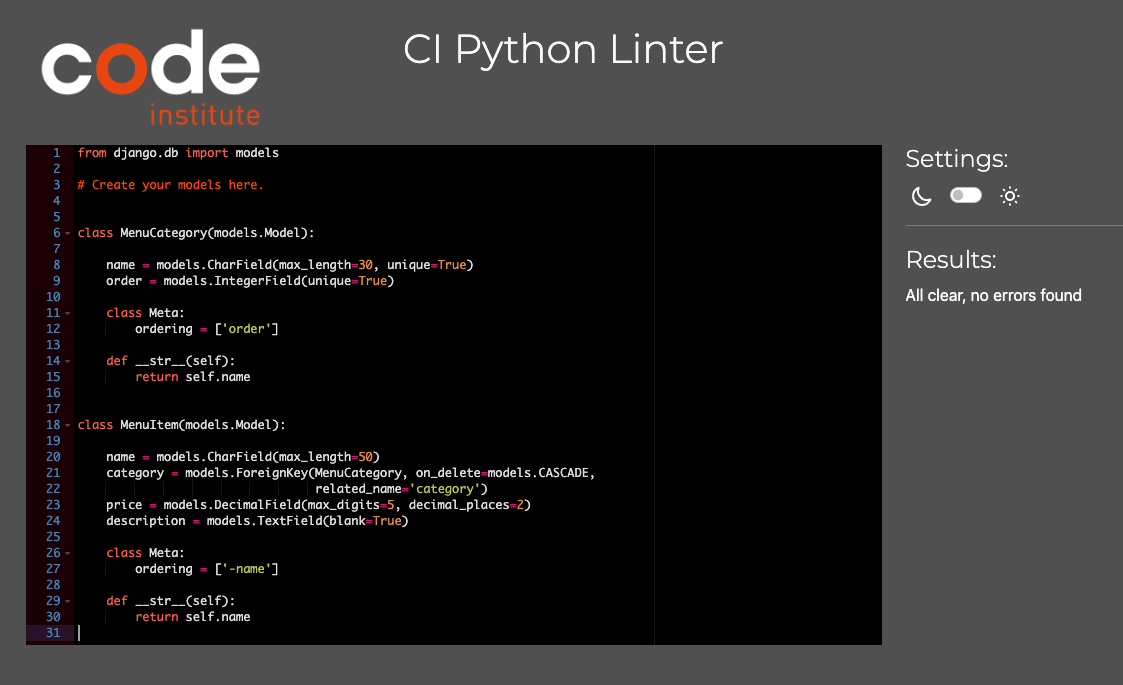 code
institute
CI Python Linter
1 from django.db import models
2
3 # Create your models here.
4
5
6 class MenuCategory(models.Model):
7
8     name = models.CharField(max_length=30, unique=True)
9     order = models.IntegerField(unique=True)
10
11     class Meta:
12         ordering = ['order']
13
14     def __str__(self):
15         return self.name
16
17
18 class MenuItem(models.Model):
19
20     name = models.CharField(max_length=50)
21     category = models.ForeignKey(MenuCategory, on_delete=models.CASCADE,
22                                  related_name='category')
23     price = models.DecimalField(max_digits=5, decimal_places=2)
24     description = models.TextField(blank=True)
25
26     class Meta:
27         ordering = ['-name']
28
29     def __str__(self):
30         return self.name
31
Settings:
Results:
All clear, no errors found